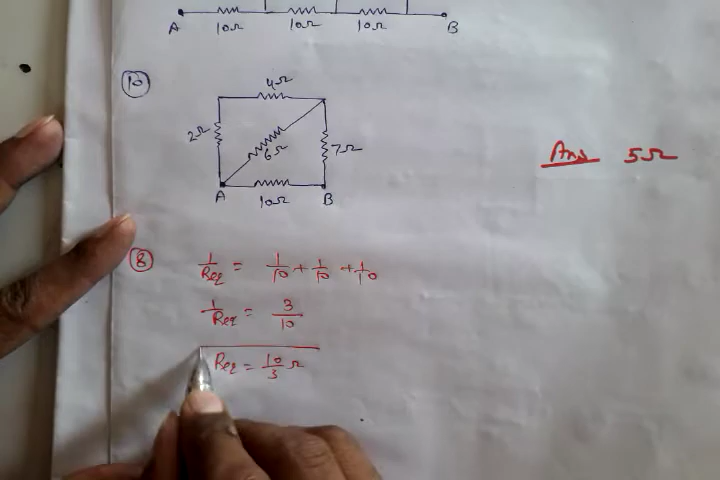 A 10Ω 10Ω 10Ω B
10
4Ω
2Ω 6Ω 7Ω
A 10Ω B
Ans 5Ω
8 1/Req = 1/10 + 1/10 + 1/10
1/Req = 3/10
Req = 10/3 Ω